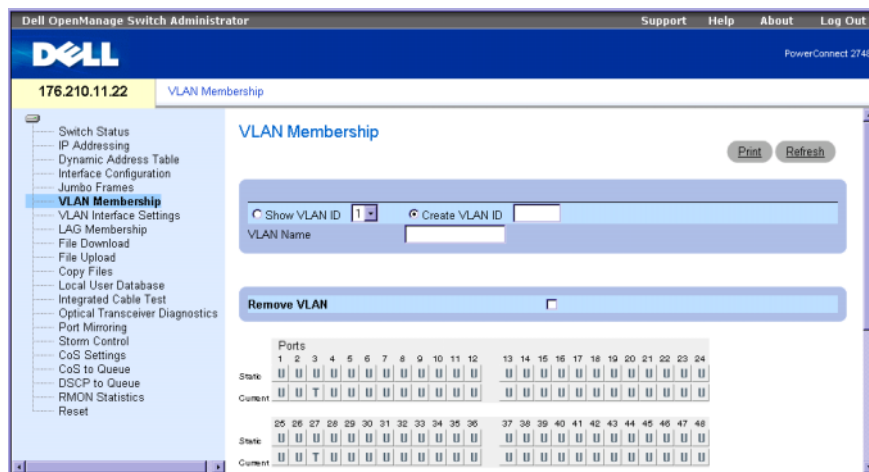 Dell OpenManage Switch Administrator
Support Help About Log Out
DELL
PowerConnect 2748
176.210.11.22
VLAN Membership
Switch Status
IP Addressing
Dynamic Address Table
Interface Configuration
Jumbo Frames
VLAN Membership
VLAN Interface Settings
LAG Membership
File Download
File Upload
Copy Files
Local User Database
Integrated Cable Test
Optical Transceiver Diagnostics
Port Mirroring
Storm Control
CoS Settings
CoS to Queue
DSCP to Queue
RMON Statistics
Reset
VLAN Membership
Print Refresh
Show VLAN ID 1 Create VLAN ID
VLAN Name
Remove VLAN
Ports
1 2 3 4 5 6 7 8 9 10 11 12 13 14 15 16 17 18 19 20 21 22 23 24
Static U U U U U U U U U U U U U U U U U U U U U U U U
Current U U T U U U U U U U U U U U U U U U U U U U U U
25 26 27 28 29 30 31 32 33 34 35 36 37 38 39 40 41 42 43 44 45 46 47 48
Static U U U U U U U U U U U U U U U U U U U U U U U U
Current U U T U U U U U U U U U U U U U U U U U U U U U